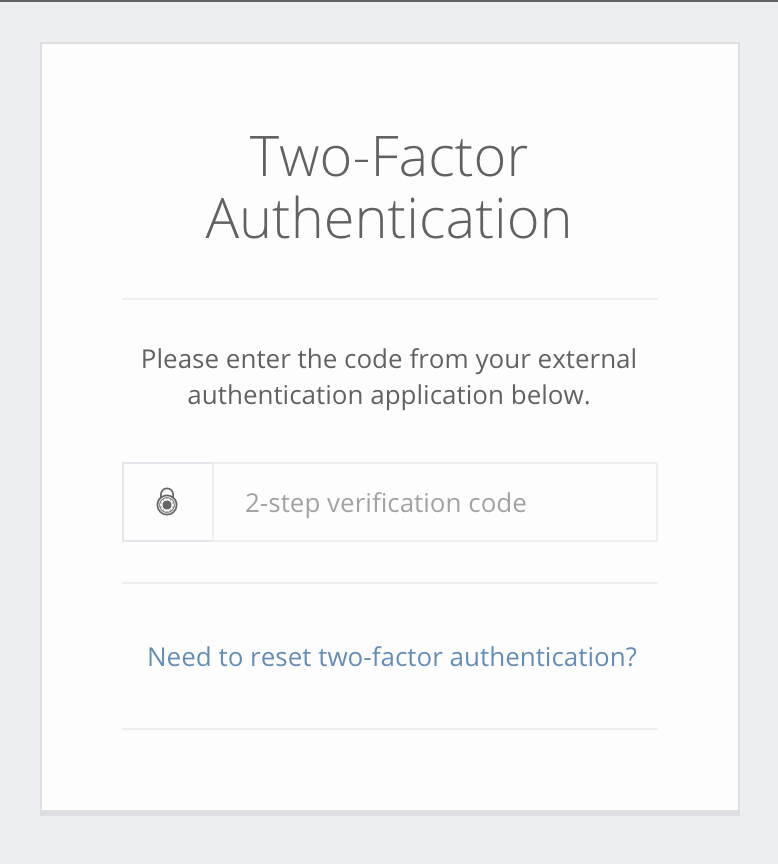 Two-Factor
Authentication
Please enter the code from your external
authentication application below.
2-step verification code
Need to reset two-factor authentication?